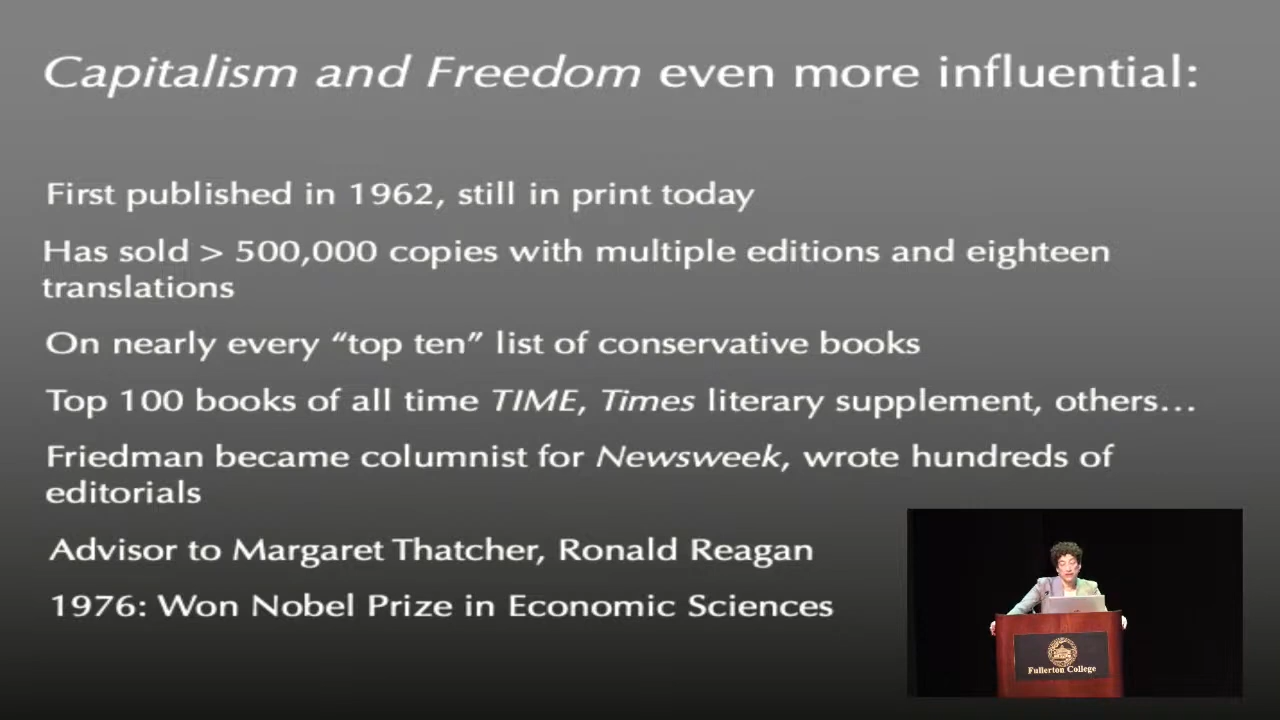 Capitalism and Freedom even more influential:
First published in 1962, still in print today
Has sold > 500,000 copies with multiple editions and eighteen
translations
On nearly every “top ten” list of conservative books
Top 100 books of all time TIME, Times literary supplement, others...
Friedman became columnist for Newsweek, wrote hundreds of
editorials
Advisor to Margaret Thatcher, Ronald Reagan
1976: Won Nobel Prize in Economic Sciences
Fullerton College